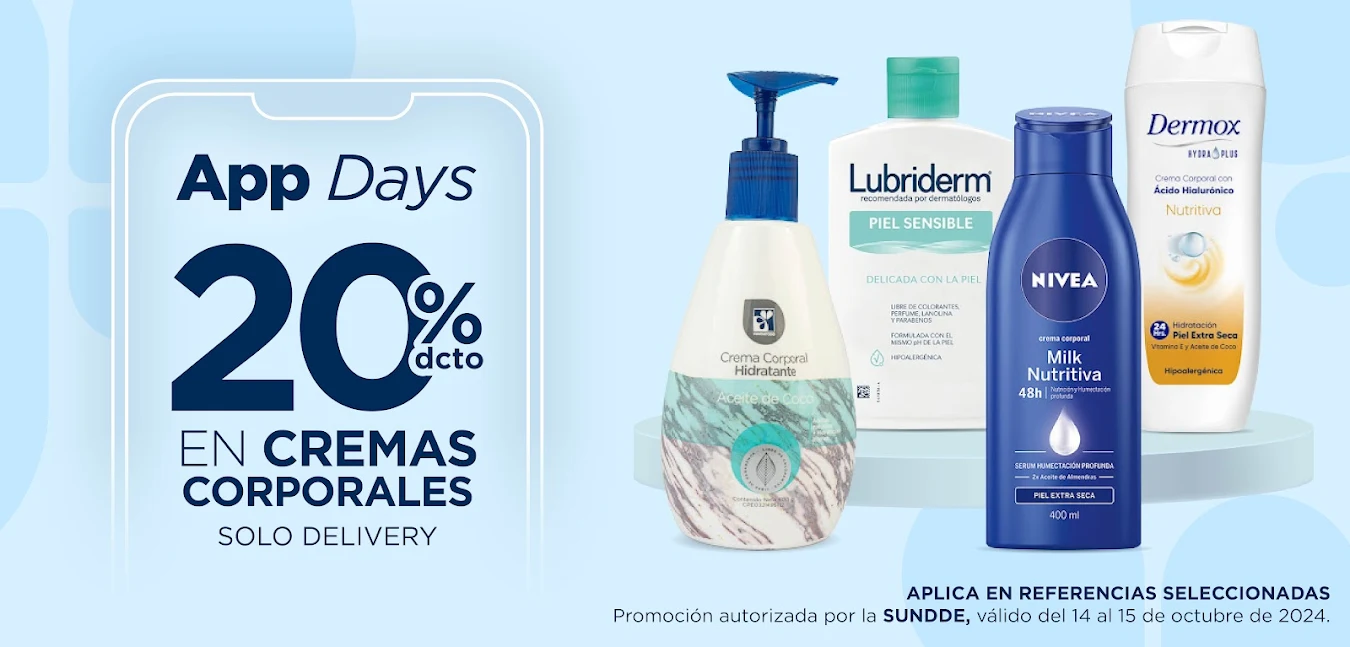 App Days
20%
dcto
EN CREMAS
CORPORALES
SOLO DELIVERY
Crema Corporal
Hidratante
Aceite de Coco
Lubriderm
recomendada por dermatólogos
PIEL SENSIBLE
DELICADA CON LA PIEL
LIBRE DE COLORANTES,
PERFUME, LANOLINA
Y PARABENOS
FORMULADA CON EL
MISMO pH DE LA PIEL
HIPOALERGÉNICA
NIVEA
crema corporal
Milk
Nutritiva
48h | Nutrición y Humectación
profunda
SERUM HUMECTACIÓN PROFUNDA
2x Aceite de Almendras
PIEL EXTRA SECA
400 ml
Dermox
HYDRA PLUS
Crema Corporal con
Ácido Hialurónico
Nutritiva
24 Hrs.
Hidratación
Piel Extra Seca
Vitamina E y Aceite de Coco
Hipoalergénica
APLICA EN REFERENCIAS SELECCIONADAS
Promoción autorizada por la SUNDDE, válido del 14 al 15 de octubre de 2024.